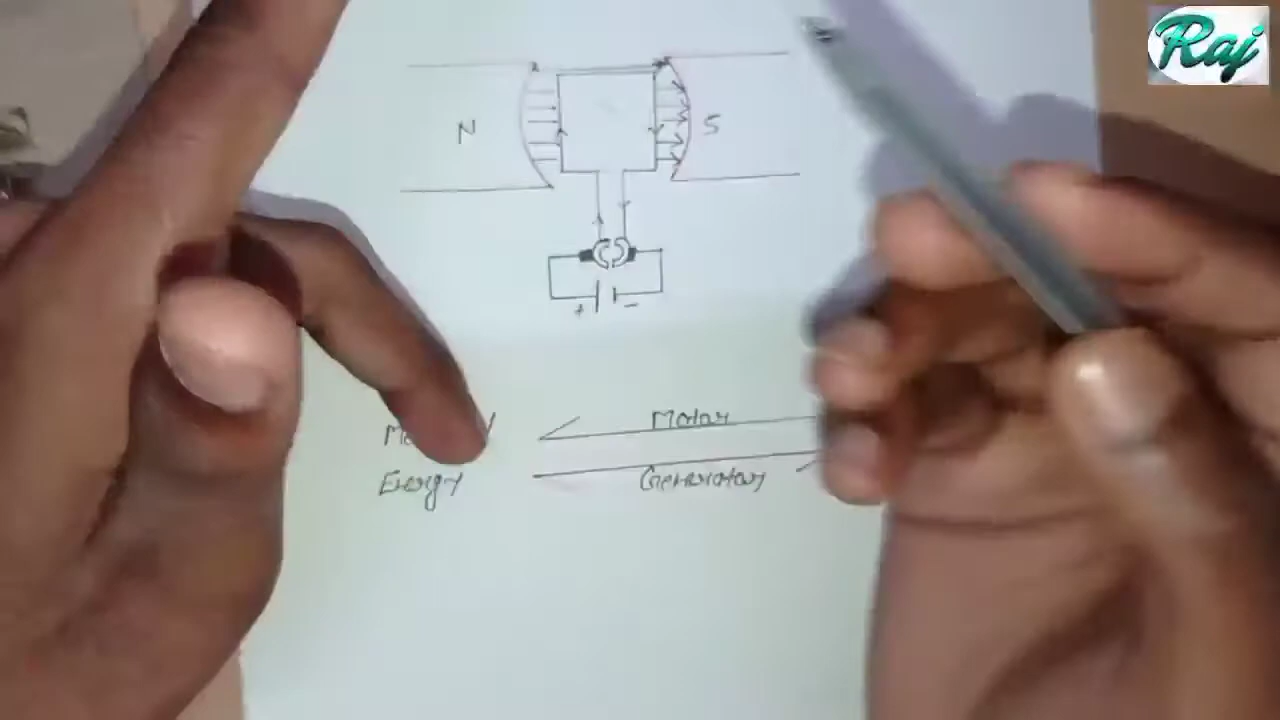 Raj
N
S
+ −
Motor
Energy
Generator